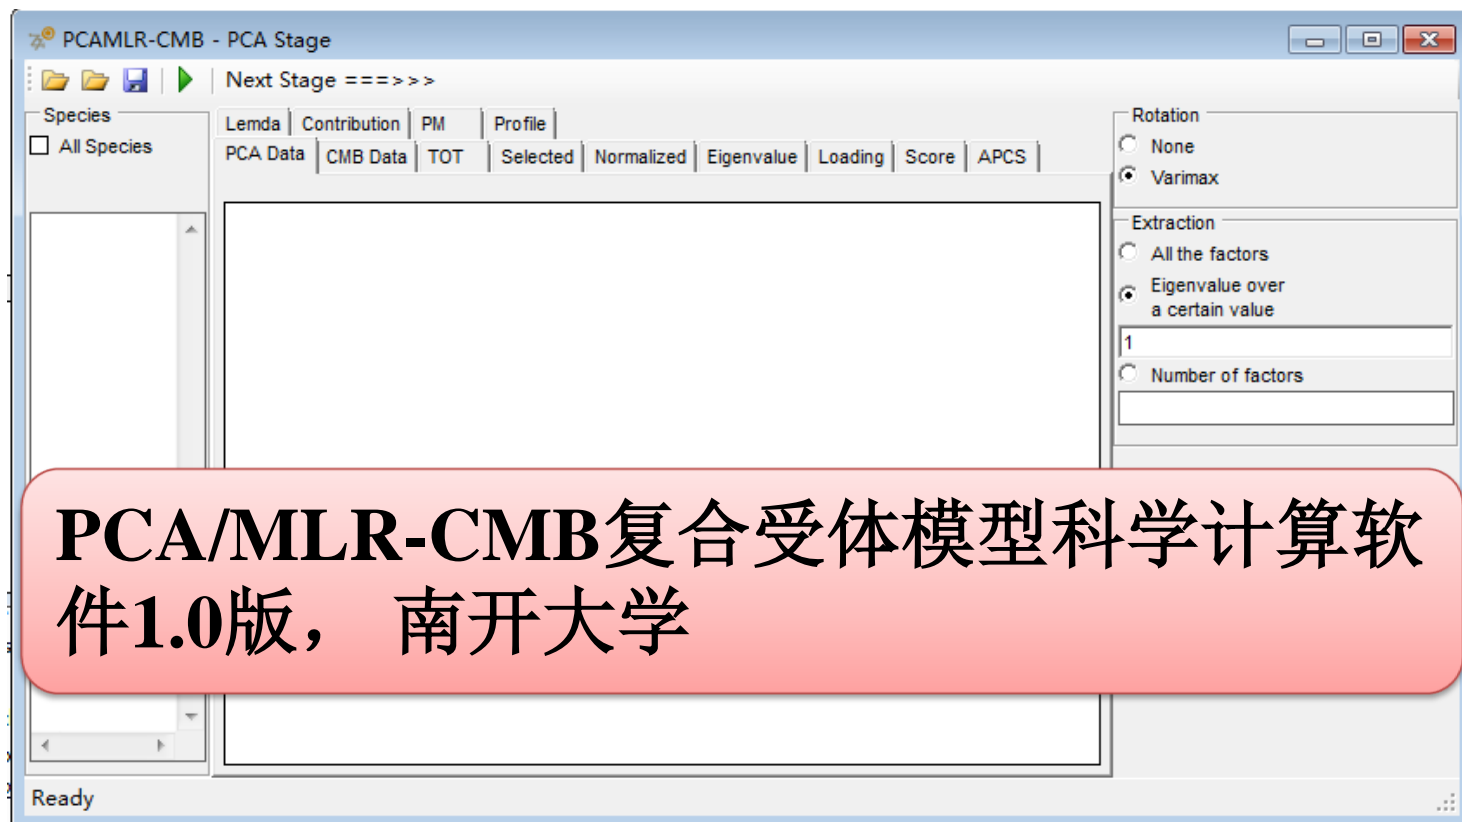 PCAMLR-CMB - PCA Stage
Next Stage ===>>>
Species
All Species
Lemda Contribution PM Profile
PCA Data CMB Data TOT Selected Normalized Eigenvalue Loading Score APCS
Rotation
None
Varimax
Extraction
All the factors
Eigenvalue over
a certain value
1
Number of factors
PCA/MLR-CMB复合受体模型科学计算软
件1.0版， 南开大学
Ready